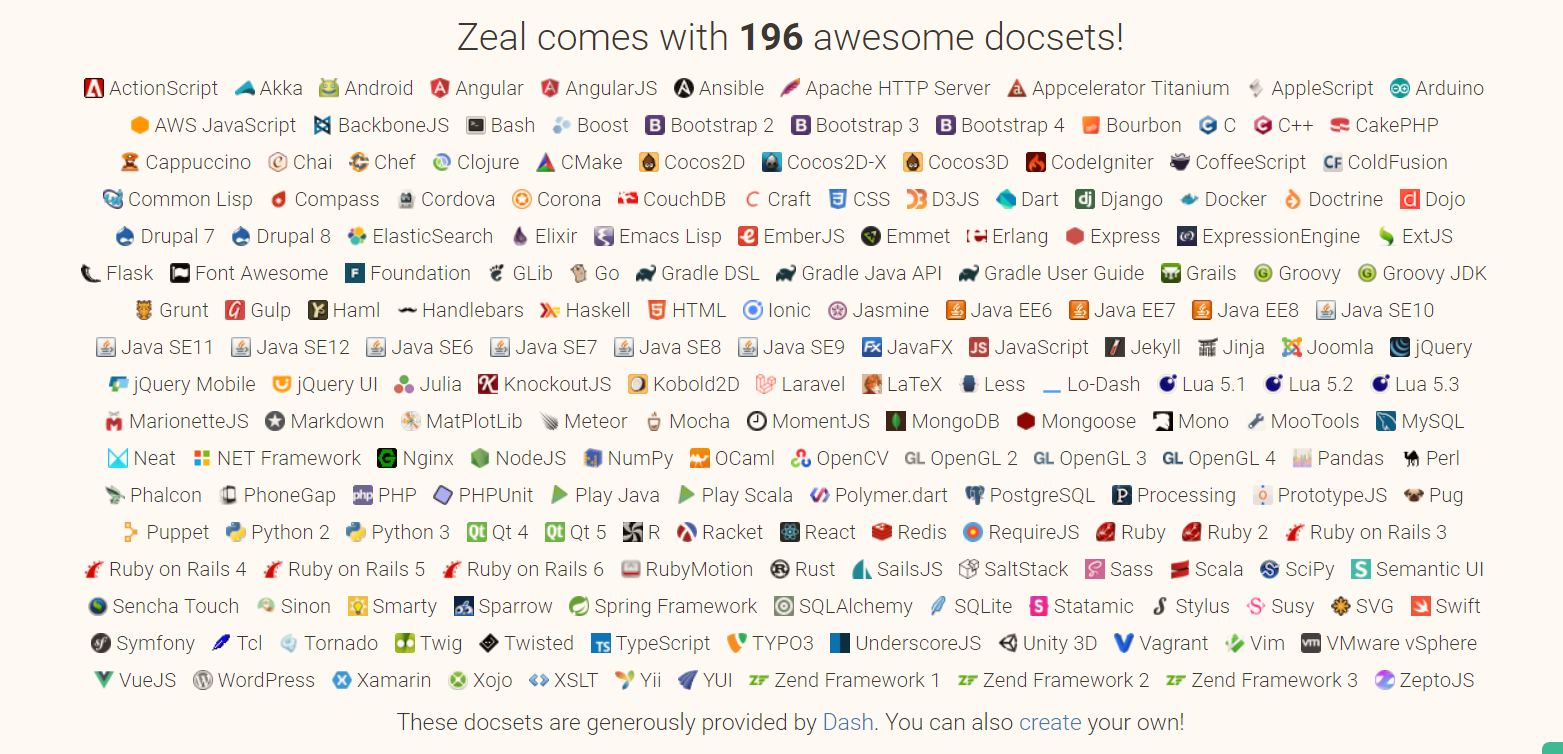 Zeal comes with 196 awesome docsets!
ActionScript Akka Android Angular AngularJS Ansible Apache HTTP Server Appcelerator Titanium AppleScript Arduino
AWS JavaScript BackboneJS Bash Boost Bootstrap 2 Bootstrap 3 Bootstrap 4 Bourbon C C++ CakePHP
Cappuccino Chai Chef Clojure CMake Cocos2D Cocos2D-X Cocos3D CodeIgniter CoffeeScript ColdFusion
Common Lisp Compass Cordova Corona CouchDB Craft CSS D3JS Dart Django Docker Doctrine Dojo
Drupal 7 Drupal 8 ElasticSearch Elixir Emacs Lisp EmberJS Emmet Erlang Express ExpressionEngine ExtJS
Flask Font Awesome Foundation GLib Go Gradle DSL Gradle Java API Gradle User Guide Grails Groovy Groovy JDK
Grunt Gulp Haml Handlebars Haskell HTML Ionic Jasmine Java EE6 Java EE7 Java EE8 Java SE10
Java SE11 Java SE12 Java SE6 Java SE7 Java SE8 Java SE9 JavaFX JavaScript Jekyll Jinja Joomla jQuery
jQuery Mobile jQuery UI Julia KnockoutJS Kobold2D Laravel LaTeX Less Lo-Dash Lua 5.1 Lua 5.2 Lua 5.3
MarionetteJS Markdown MatPlotLib Meteor Mocha MomentJS MongoDB Mongoose Mono MooTools MySQL
Neat NET Framework Nginx NodeJS NumPy OCaml OpenCV OpenGL 2 OpenGL 3 OpenGL 4 Pandas Perl
Phalcon PhoneGap PHP PHPUnit Play Java Play Scala Polymer.dart PostgreSQL Processing PrototypeJS Pug
Puppet Python 2 Python 3 Qt 4 Qt 5 R Racket React Redis RequireJS Ruby Ruby 2 Ruby on Rails 3
Ruby on Rails 4 Ruby on Rails 5 Ruby on Rails 6 RubyMotion Rust SailsJS SaltStack Sass Scala SciPy Semantic UI
Sencha Touch Sinon Smarty Sparrow Spring Framework SQLAlchemy SQLite Statamic Stylus Susy SVG Swift
Symfony Tcl Tornado Twig Twisted TypeScript TYPO3 UnderscoreJS Unity 3D Vagrant Vim VMware vSphere
VueJS WordPress Xamarin Xojo XSLT Yii YUI Zend Framework 1 Zend Framework 2 Zend Framework 3 ZeptoJS
These docsets are generously provided by Dash. You can also create your own!